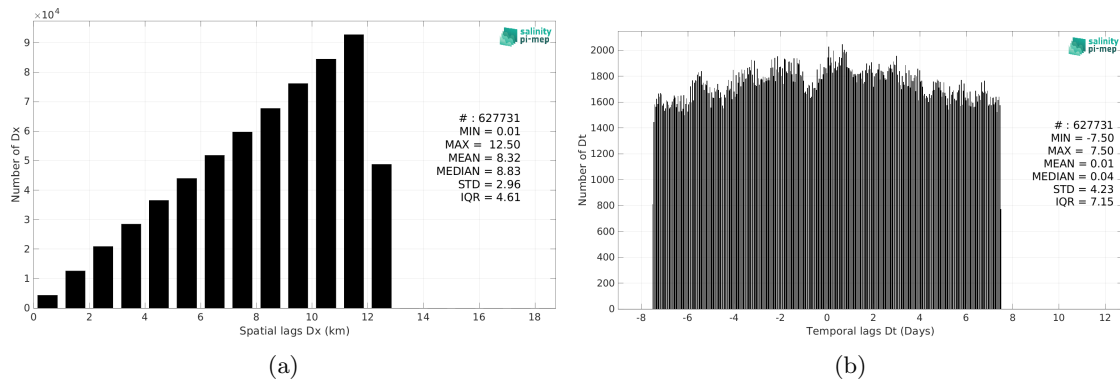 ×10⁴
9
8
7
6
5
4
3
2
1
0
Number of Dx
salinity
pi-mep
# : 627731
MIN = 0.01
MAX = 12.50
MEAN = 8.32
MEDIAN = 8.83
STD = 2.96
IQR = 4.61
0 2 4 6 8 10 12 14 16 18
Spatial lags Dx (km)
(a)
2000
1800
1600
1400
1200
1000
800
600
400
200
0
Number of Dt
salinity
pi-mep
# : 627731
MIN = -7.50
MAX = 7.50
MEAN = 0.01
MEDIAN = 0.04
STD = 4.23
IQR = 7.15
-8 -6 -4 -2 0 2 4 6 8 10 12
Temporal lags Dt (Days)
(b)